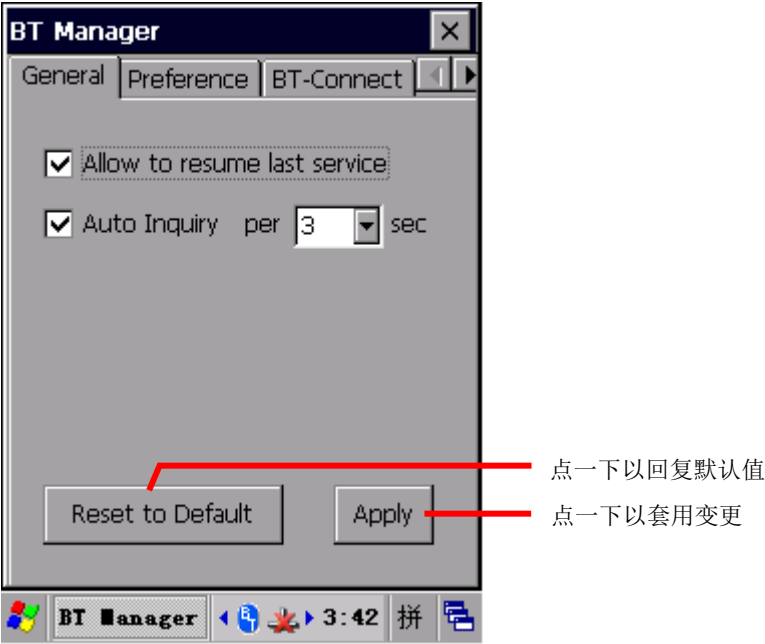 BT Manager
General Preference BT-Connect
Allow to resume last service
Auto Inquiry per 3 sec
点一下以回复默认值
Reset to Default Apply
点一下以套用变更
BT Manager 3:42 拼